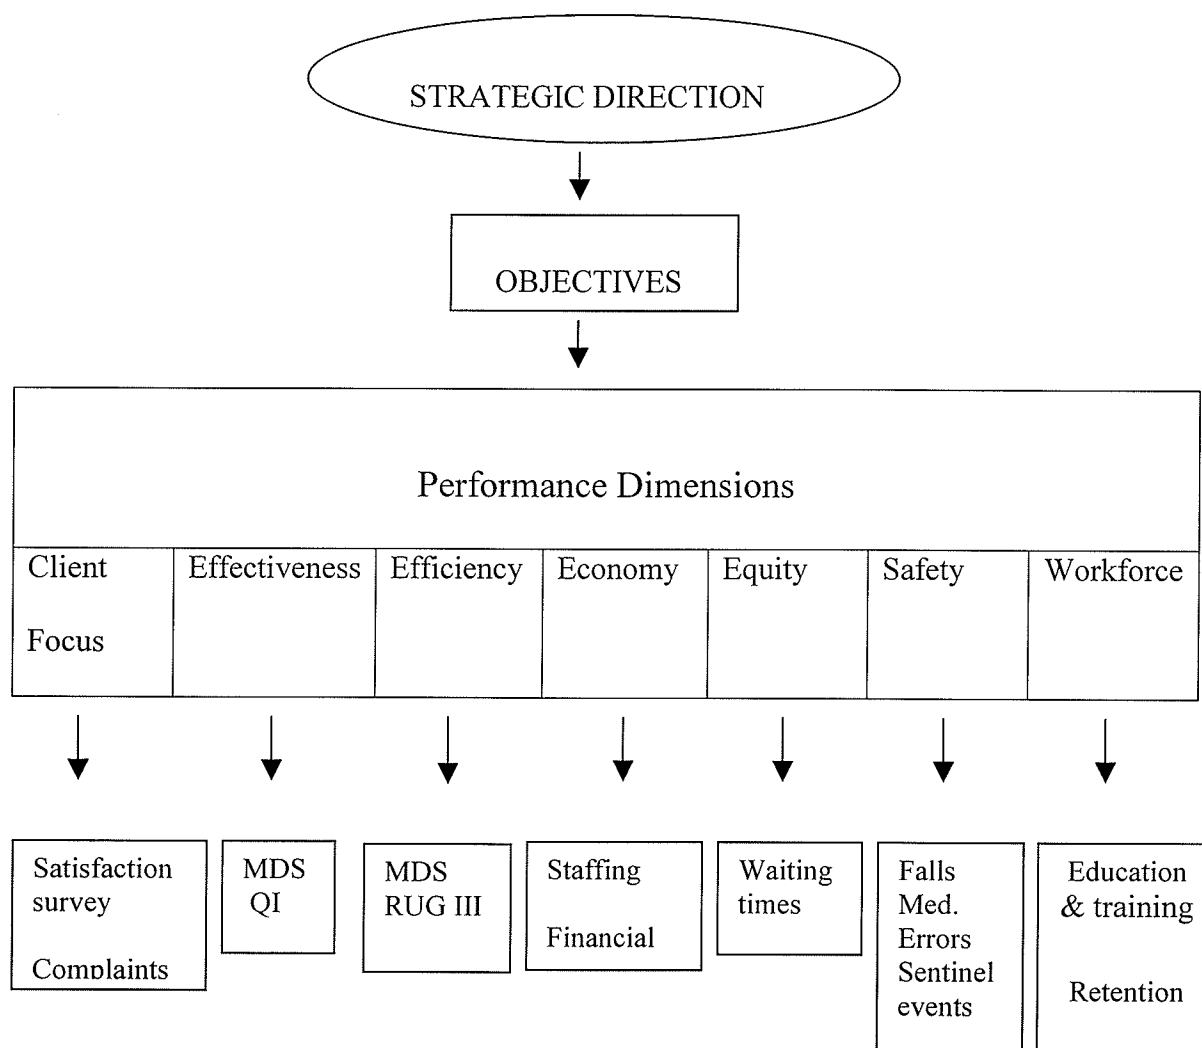 STRATEGIC DIRECTION
OBJECTIVES
Performance Dimensions
Client
Focus
Effectiveness
Efficiency
Economy
Equity
Safety
Workforce
Satisfaction
survey
Complaints
MDS
QI
MDS
RUG III
Staffing
Financial
Waiting
times
Falls
Med.
Errors
Sentinel
events
Education
& training
Retention